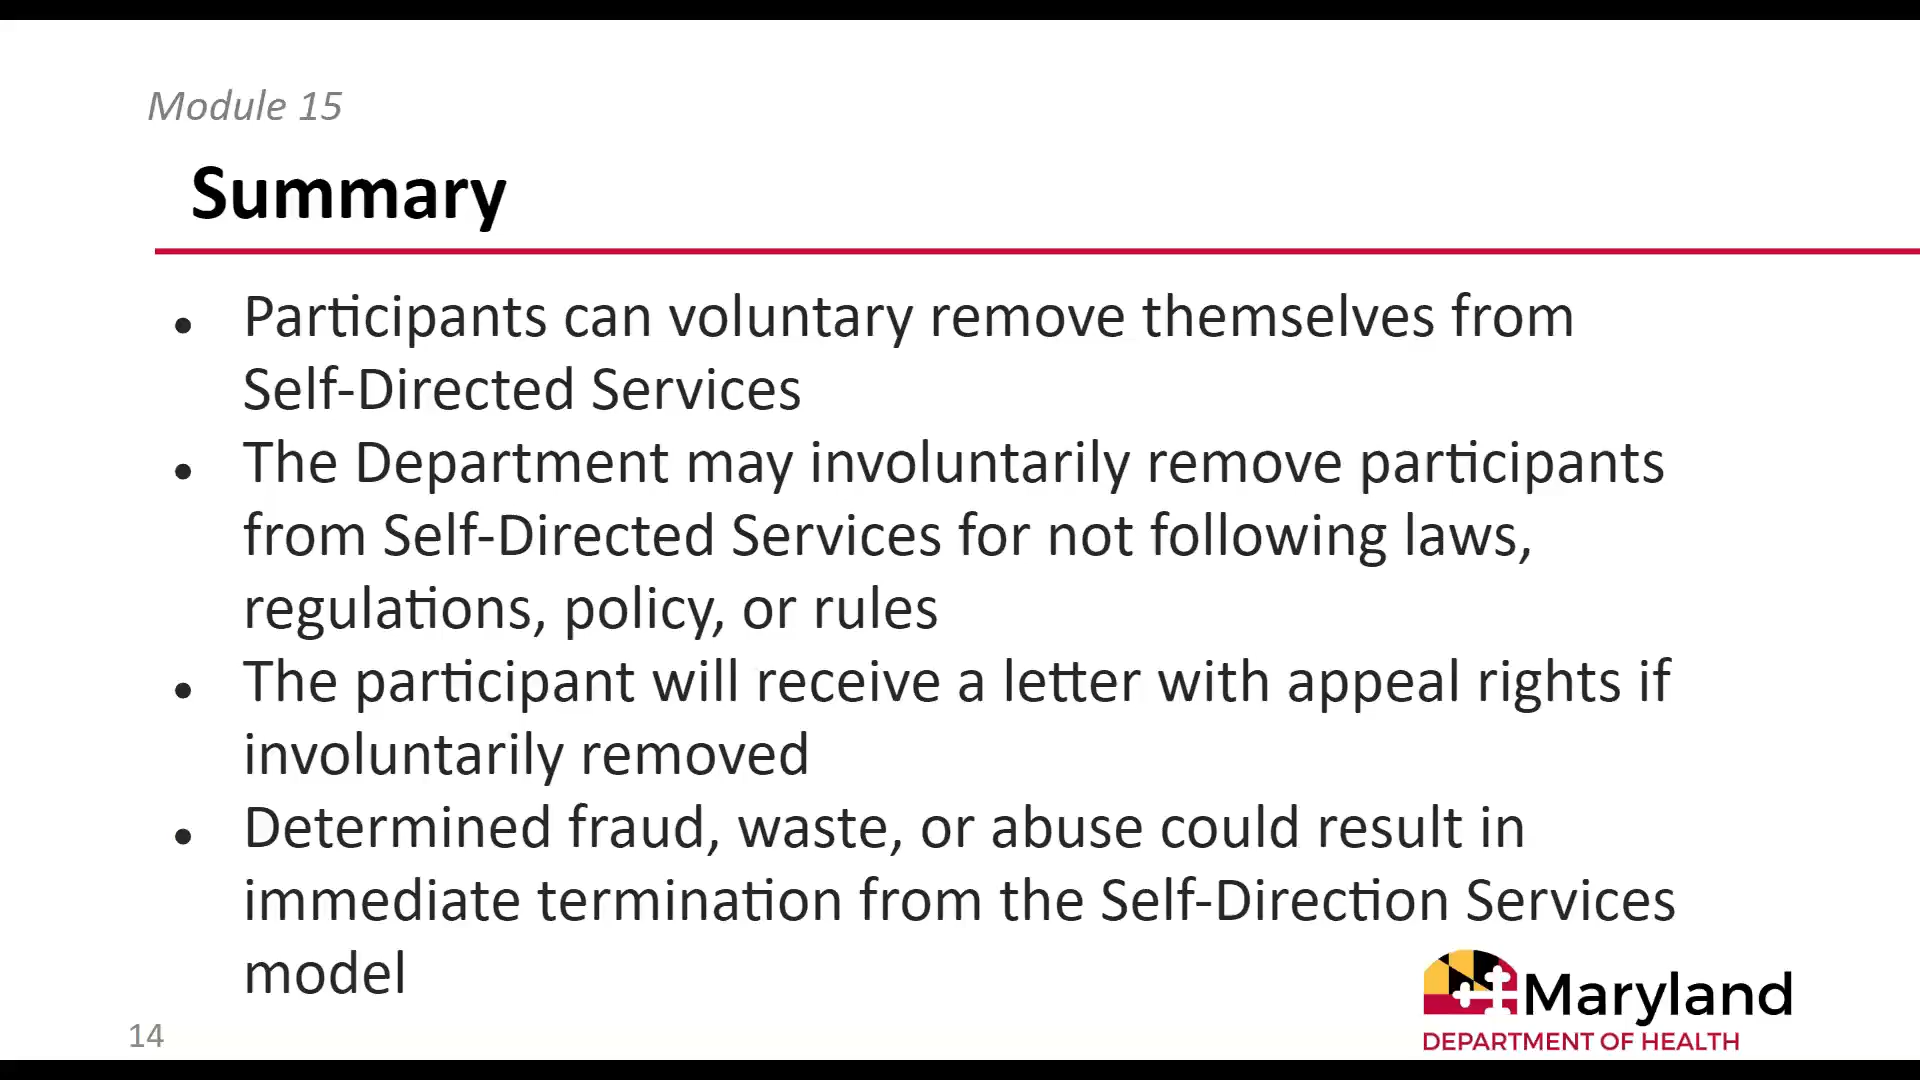 Module 15
Summary
• Participants can voluntary remove themselves from
Self-Directed Services
• The Department may involuntarily remove participants
from Self-Directed Services for not following laws,
regulations, policy, or rules
• The participant will receive a letter with appeal rights if
involuntarily removed
• Determined fraud, waste, or abuse could result in
immediate termination from the Self-Direction Services
model
Maryland
DEPARTMENT OF HEALTH
14